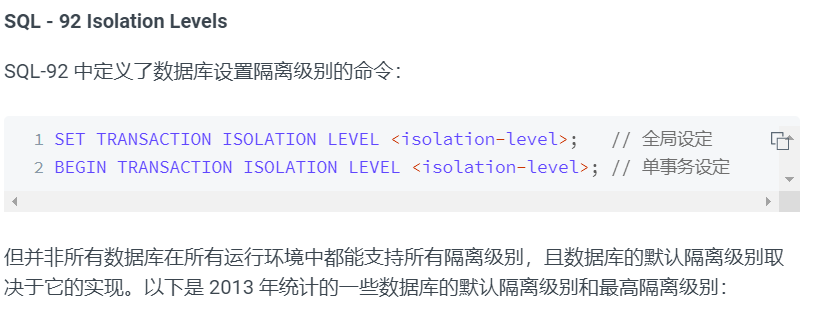 SQL - 92 Isolation Levels
SQL-92 中定义了数据库设置隔离级别的命令：
1 SET TRANSACTION ISOLATION LEVEL <isolation-level>;   // 全局设定
2 BEGIN TRANSACTION ISOLATION LEVEL <isolation-level>; // 单事务设定
但并非所有数据库在所有运行环境中都能支持所有隔离级别，且数据库的默认隔离级别取
决于它的实现。以下是 2013 年统计的一些数据库的默认隔离级别和最高隔离级别：